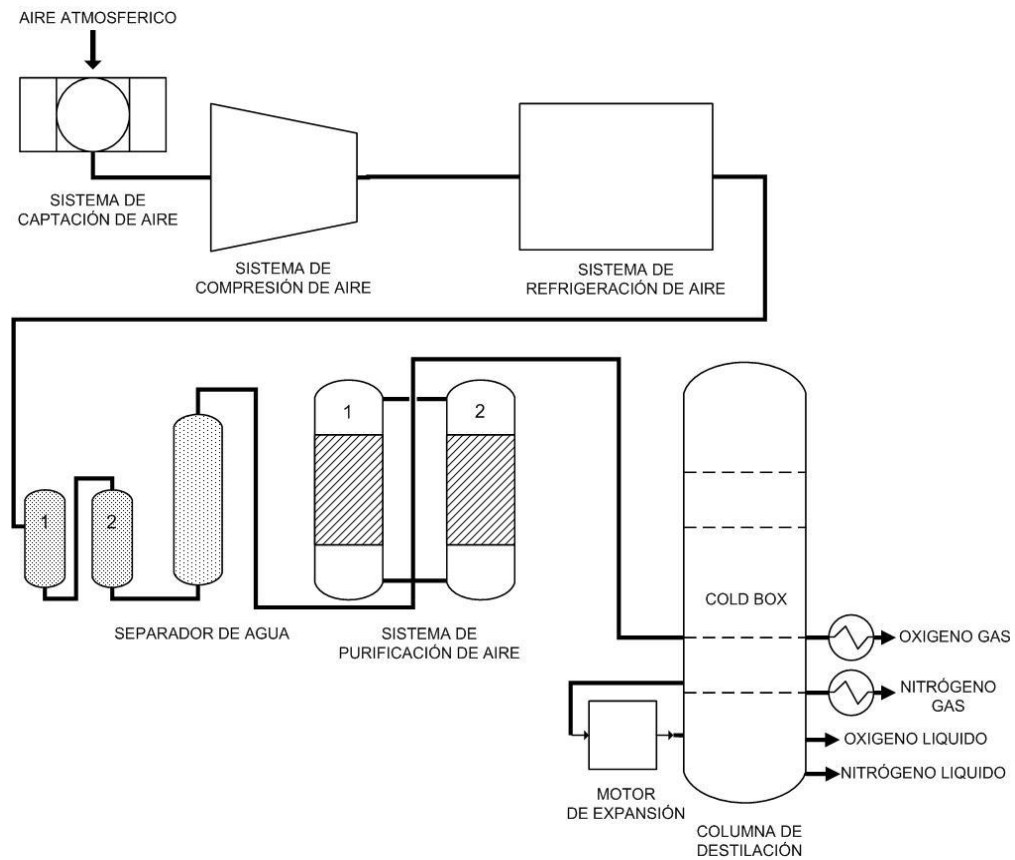 AIRE ATMOSFERICO
SISTEMA DE
CAPTACIÓN DE AIRE
SISTEMA DE
COMPRESIÓN DE AIRE
SISTEMA DE
REFRIGERACIÓN DE AIRE
1
2
SEPARADOR DE AGUA
1
2
SISTEMA DE
PURIFICACIÓN DE AIRE
COLD BOX
OXIGENO GAS
NITRÓGENO
GAS
OXIGENO LIQUIDO
NITRÓGENO LIQUIDO
MOTOR
DE EXPANSIÓN
COLUMNA DE
DESTILACIÓN